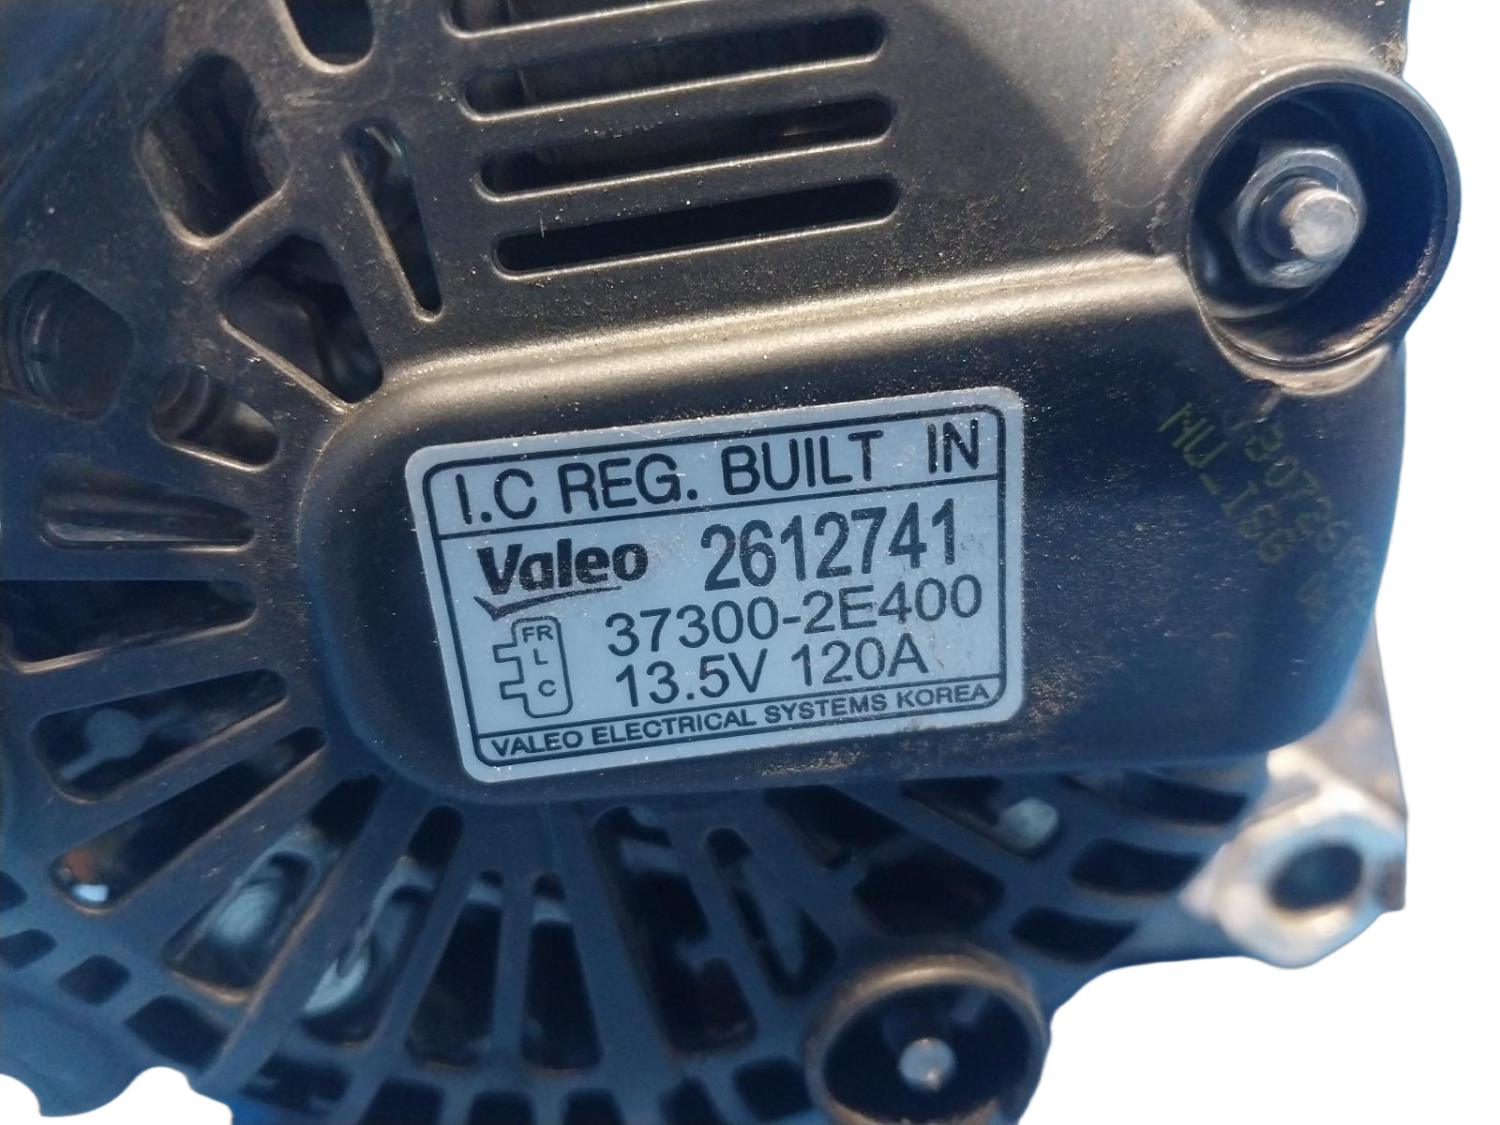 I.C REG. BUILT IN
Valeo 2612741
FR
L
C
37300-2E400
13.5V 120A
VALEO ELECTRICAL SYSTEMS KOREA